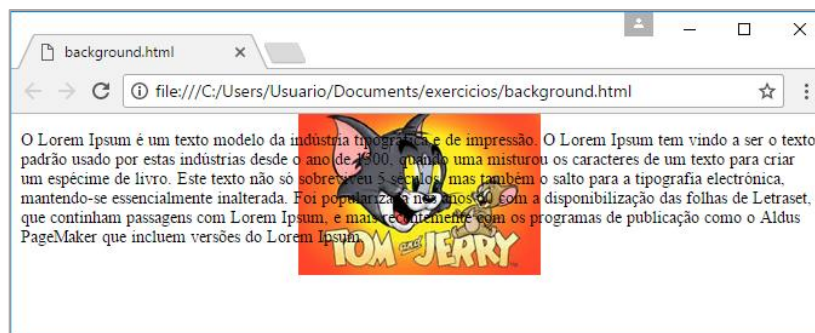 background.html
file:///C:/Users/Usuario/Documents/exercicios/background.html
O Lorem Ipsum é um texto modelo da indústria tipográfica e de impressão. O Lorem Ipsum tem vindo a ser o texto
padrão usado por estas indústrias desde o ano de 1500, quando uma misturou os caracteres de um texto para criar
um espécime de livro. Este texto não só sobreviveu 5 séculos, mas também o salto para a tipografia electrónica,
mantendo-se essencialmente inalterada. Foi popularizada nos anos 60 com a disponibilização das folhas de Letraset,
que continham passagens com Lorem Ipsum, e mais recentemente com os programas de publicação como o Aldus
PageMaker que incluem versões do Lorem Ipsum.
TOM and JERRY